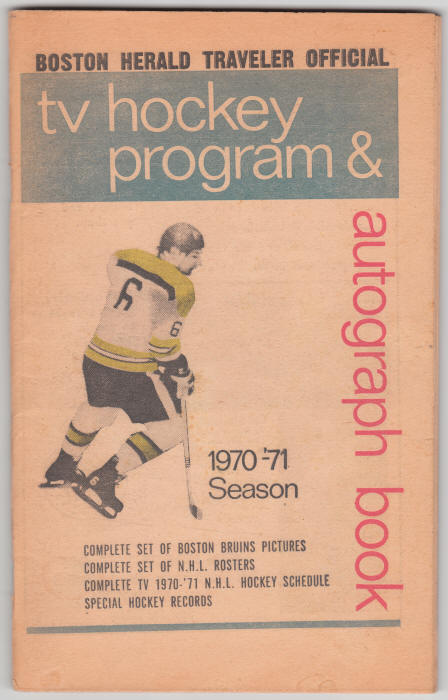 BOSTON HERALD TRAVELER OFFICIAL
tv hockey
program &
autograph book
6
6
1970-'71
Season
COMPLETE SET OF BOSTON BRUINS PICTURES
COMPLETE SET OF N.H.L. ROSTERS
COMPLETE TV 1970-'71 N.H.L. HOCKEY SCHEDULE
SPECIAL HOCKEY RECORDS